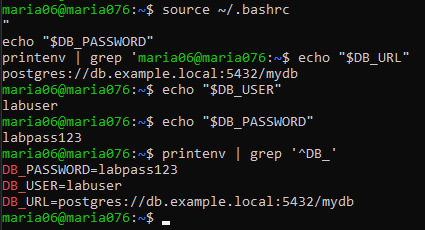 maria06@maria076:~$ source ~/.bashrc
"
echo "$DB_PASSWORD"
printenv | grep 'maria06@maria076:~$ echo "$DB_URL"
postgres://db.example.local:5432/mydb
maria06@maria076:~$ echo "$DB_USER"
labuser
maria06@maria076:~$ echo "$DB_PASSWORD"
labpass123
maria06@maria076:~$ printenv | grep '^DB_'
DB_PASSWORD=labpass123
DB_USER=labuser
DB_URL=postgres://db.example.local:5432/mydb
maria06@maria076:~$